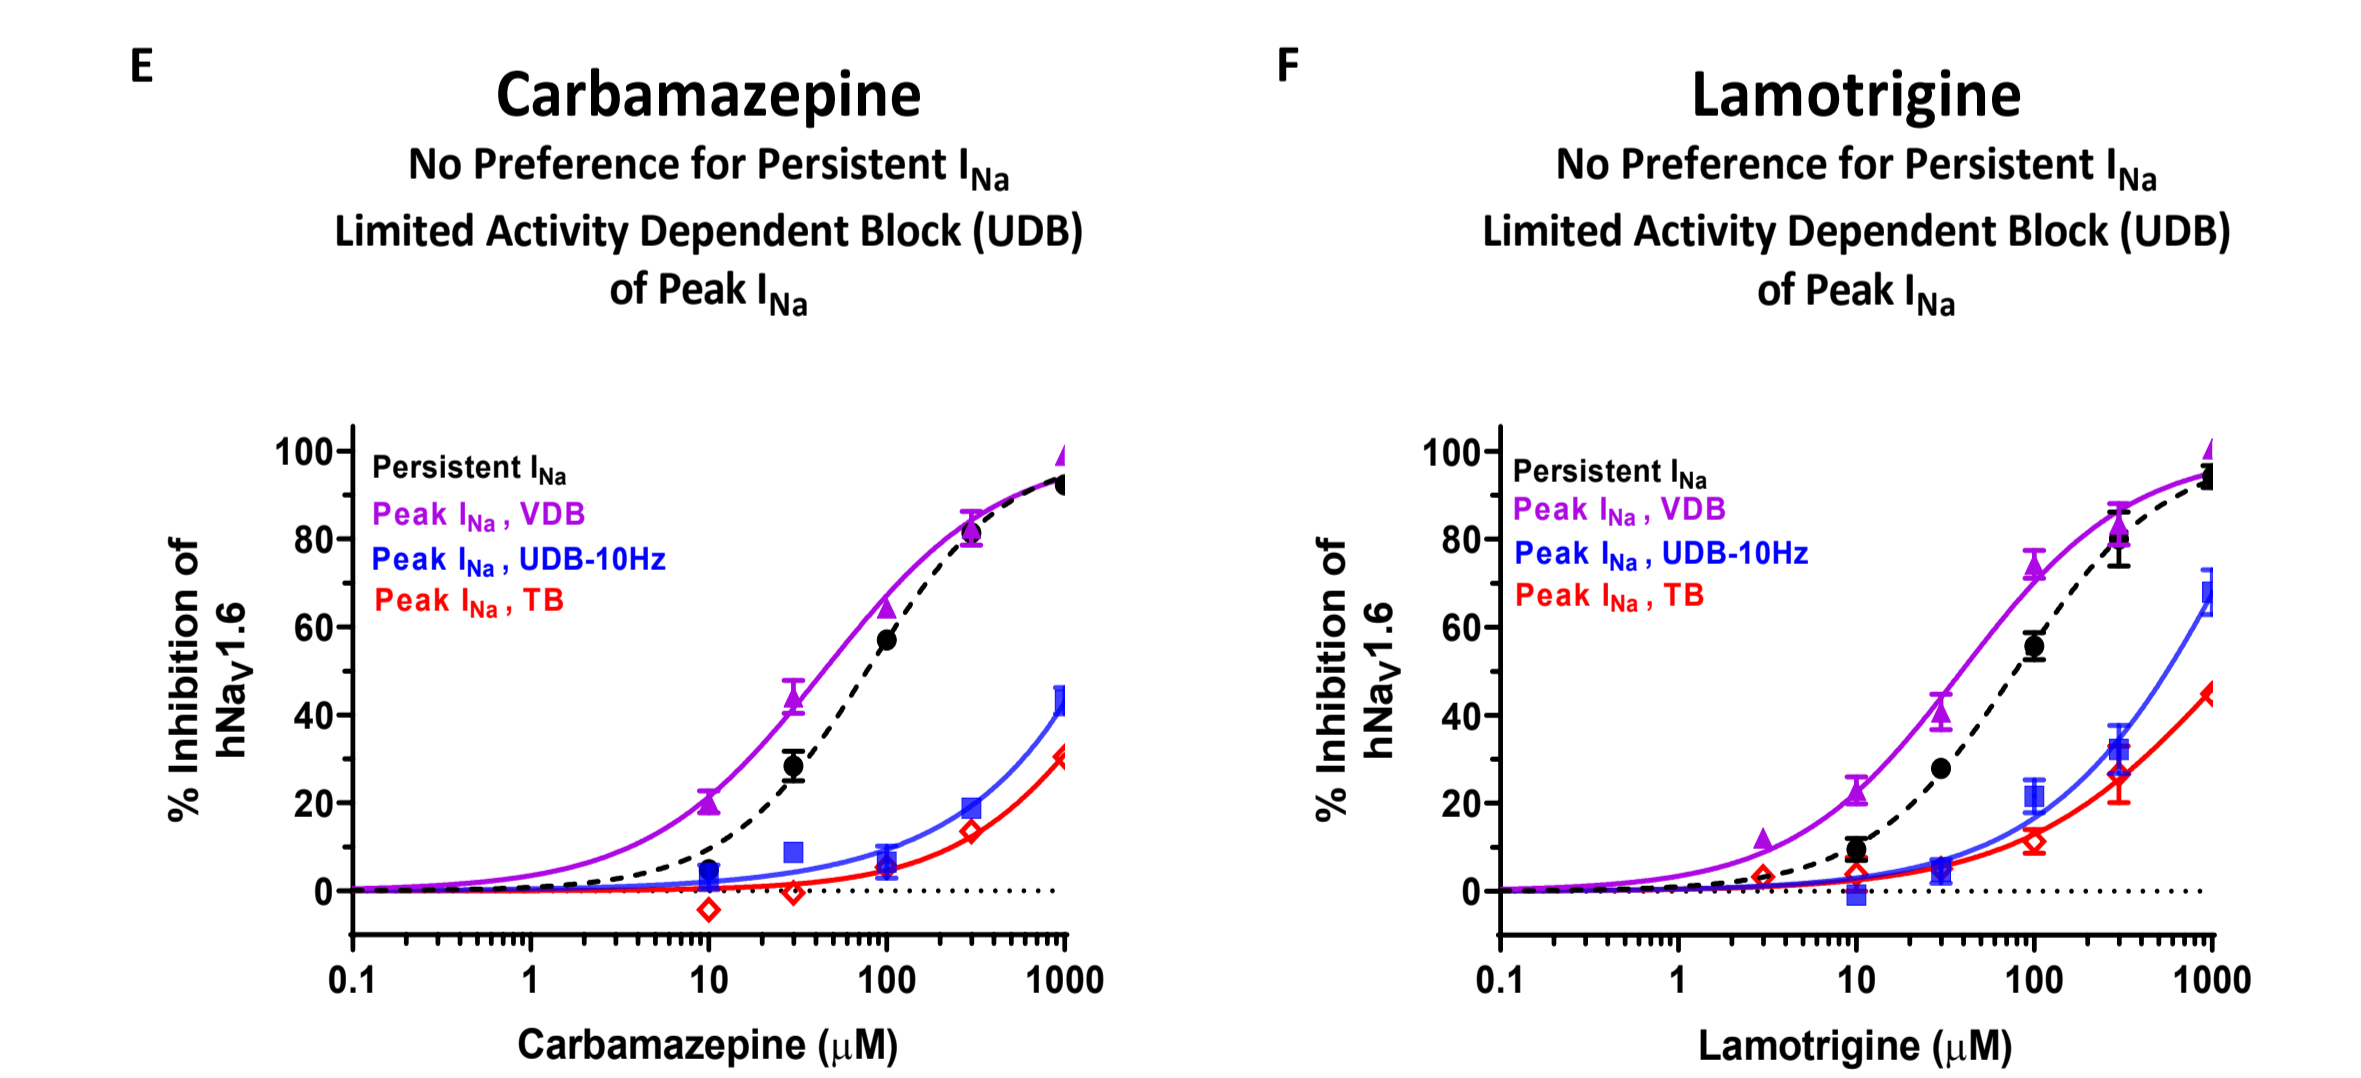 E
Carbamazepine
No Preference for Persistent INa
Limited Activity Dependent Block (UDB)
of Peak INa
100
80
60
40
20
0
% Inhibition of
hNaV1.6
Persistent INa
Peak INa , VDB
Peak INa , UDB-10Hz
Peak INa , TB
0.1 1 10 100 1000
Carbamazepine (μM)
F
Lamotrigine
No Preference for Persistent INa
Limited Activity Dependent Block (UDB)
of Peak INa
100
80
60
40
20
0
% Inhibition of
hNaV1.6
Persistent INa
Peak INa , VDB
Peak INa , UDB-10Hz
Peak INa , TB
0.1 1 10 100 1000
Lamotrigine (μM)